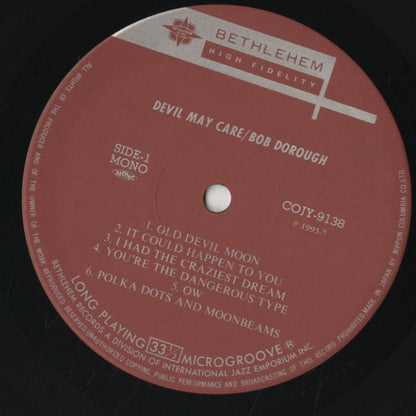 BETHLEHEM
HIGH FIDELITY
DEVIL MAY CARE/BOB DOROUGH
SIDE-1
MONO
COJY-9138
℗ 1993.7
1. OLD DEVIL MOON
2. IT COULD HAPPEN TO YOU
3. I HAD THE CRAZIEST DREAM
4. YOU'RE THE DANGEROUS TYPE
5. OW
6. POLKA DOTS AND MOONBEAMS
LONG PLAYING 33⅓ MICROGROOVE ®
BETHLEHEM RECORDS A DIVISION OF INTERNATIONAL JAZZ EMPORIUM INC.
ALL RIGHTS OF THE PRODUCER AND OF THE OWNER OF THE WORK REPRODUCED RESERVED/UNAUTHORIZED COPYING, PUBLIC PERFORMANCE AND BROADCASTING OF THIS RECORD PROHIBITED/MADE IN JAPAN BY NIPPON COLUMBIA CO.LTD.